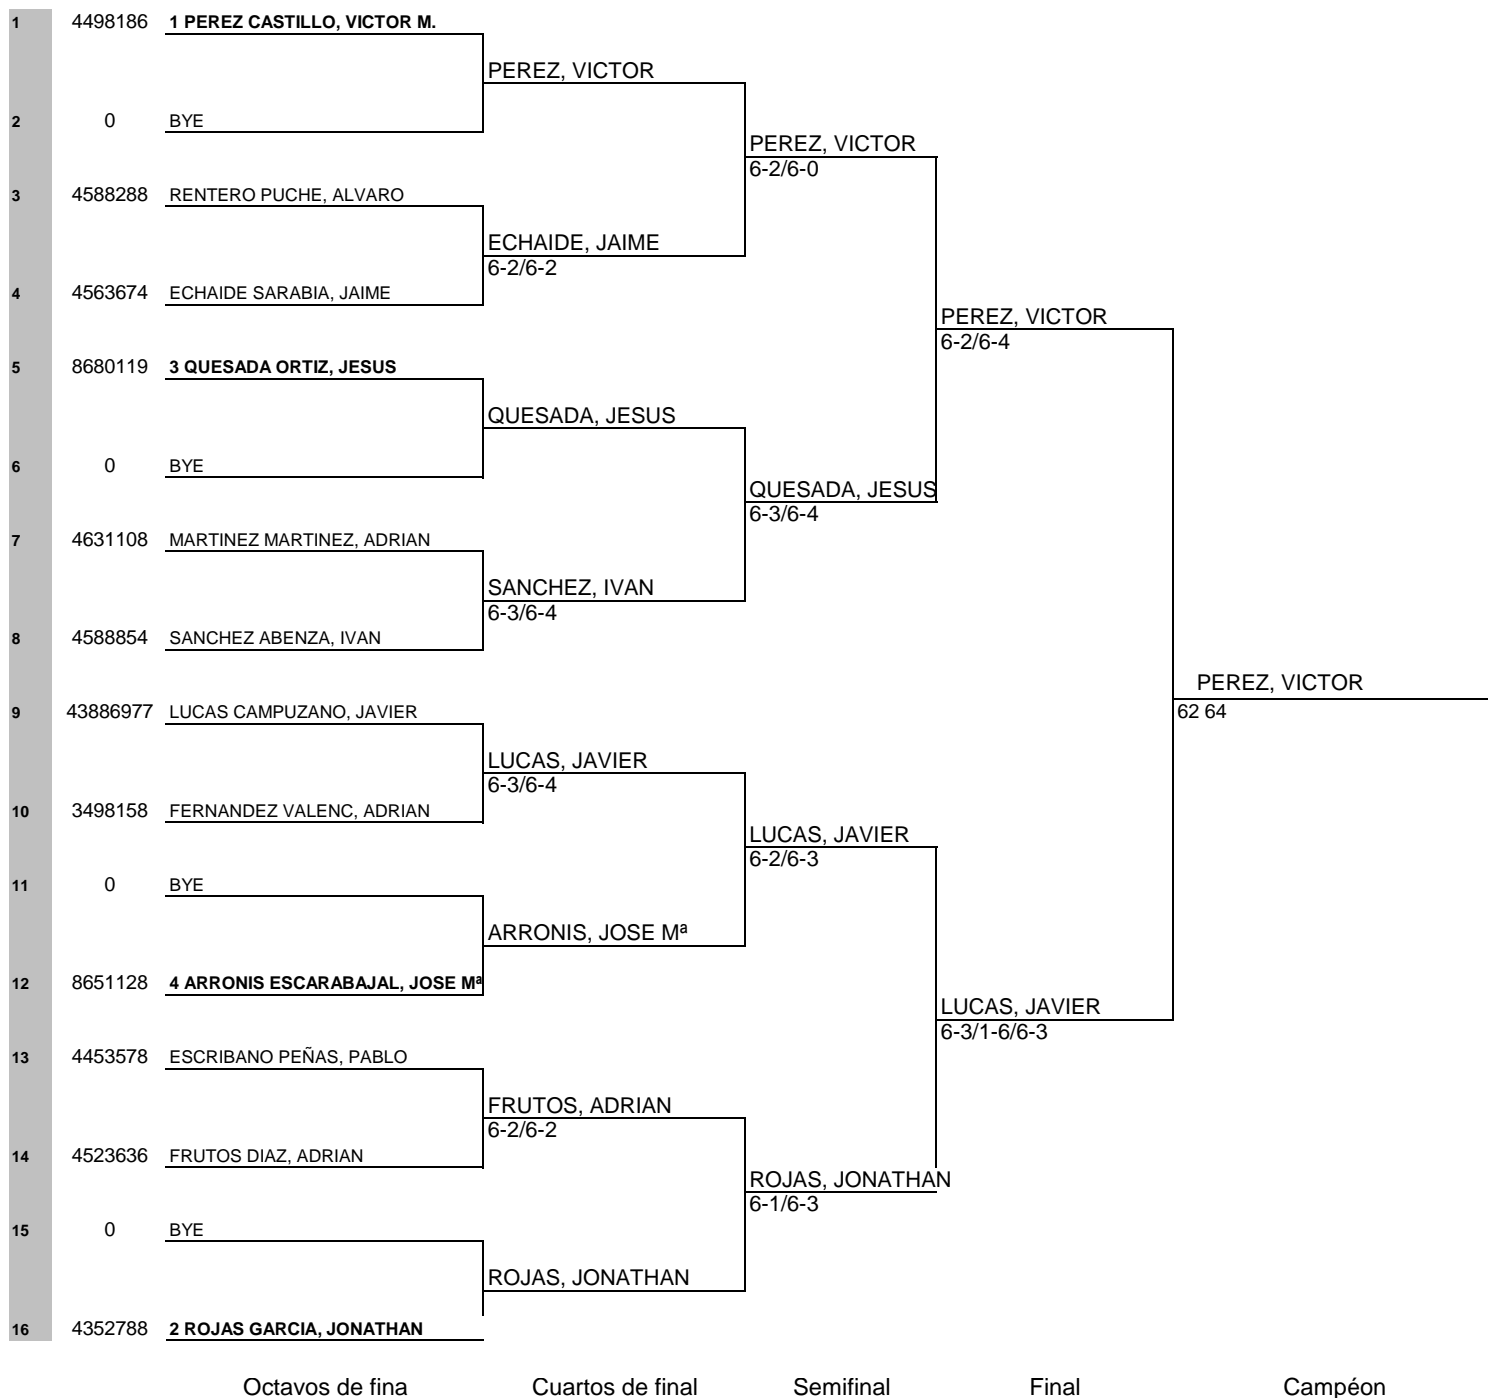 1 4498186 1 PEREZ CASTILLO, VICTOR M.
PEREZ, VICTOR
2 0 BYE
PEREZ, VICTOR
6-2/6-0
3 4588288 RENTERO PUCHE, ALVARO
ECHAIDE, JAIME
6-2/6-2
4 4563674 ECHAIDE SARABIA, JAIME
PEREZ, VICTOR
6-2/6-4
5 8680119 3 QUESADA ORTIZ, JESUS
QUESADA, JESUS
6 0 BYE
QUESADA, JESUS
6-3/6-4
7 4631108 MARTINEZ MARTINEZ, ADRIAN
SANCHEZ, IVAN
6-3/6-4
8 4588854 SANCHEZ ABENZA, IVAN
PEREZ, VICTOR
62 64
9 43886977 LUCAS CAMPUZANO, JAVIER
LUCAS, JAVIER
6-3/6-4
10 3498158 FERNANDEZ VALENC, ADRIAN
LUCAS, JAVIER
6-2/6-3
11 0 BYE
ARRONIS, JOSE Mª
12 8651128 4 ARRONIS ESCARABAJAL, JOSE Mª
LUCAS, JAVIER
6-3/1-6/6-3
13 4453578 ESCRIBANO PEÑAS, PABLO
FRUTOS, ADRIAN
6-2/6-2
14 4523636 FRUTOS DIAZ, ADRIAN
ROJAS, JONATHAN
6-1/6-3
15 0 BYE
ROJAS, JONATHAN
16 4352788 2 ROJAS GARCIA, JONATHAN
Octavos de fina Cuartos de final Semifinal Final Campéon